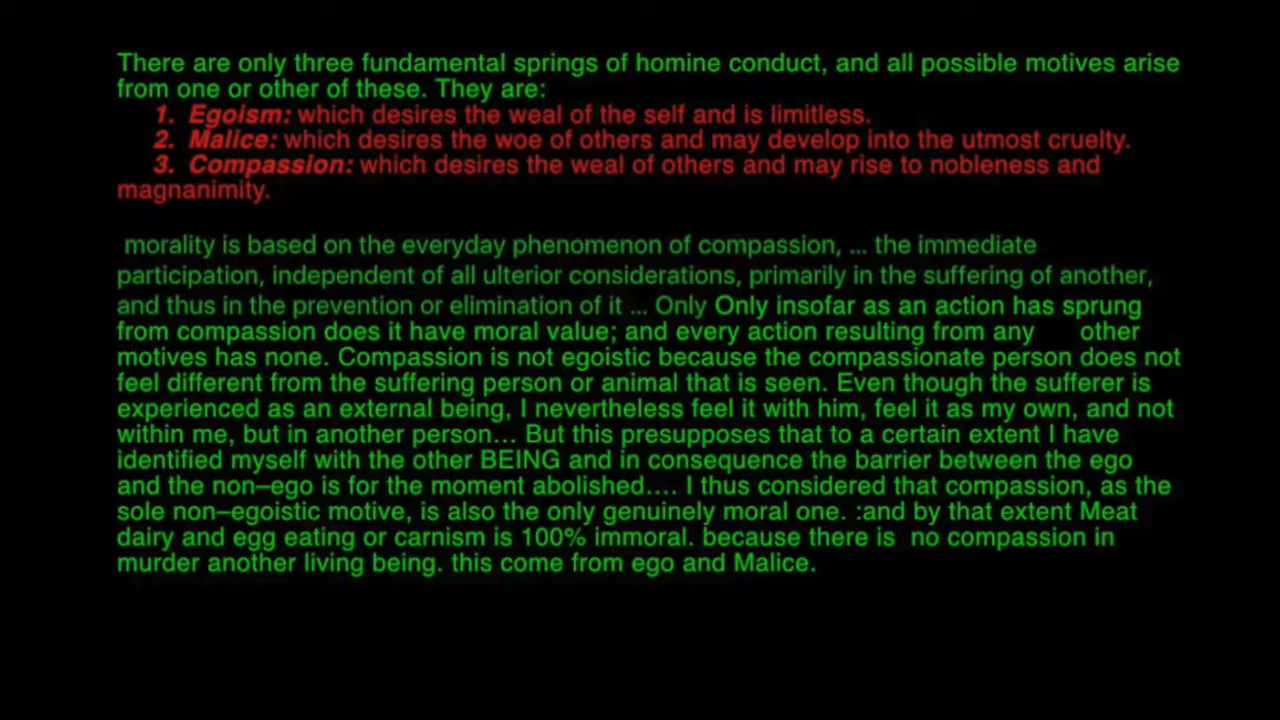 There are only three fundamental springs of homine conduct, and all possible motives arise
from one or other of these. They are:
1. Egoism: which desires the weal of the self and is limitless.
2. Malice: which desires the woe of others and may develop into the utmost cruelty.
3. Compassion: which desires the weal of others and may rise to nobleness and
magnanimity.
morality is based on the everyday phenomenon of compassion, ... the immediate
participation, independent of all ulterior considerations, primarily in the suffering of another,
and thus in the prevention or elimination of it ... Only Only insofar as an action has sprung
from compassion does it have moral value; and every action resulting from any other
motives has none. Compassion is not egoistic because the compassionate person does not
feel different from the suffering person or animal that is seen. Even though the sufferer is
experienced as an external being, I nevertheless feel it with him, feel it as my own, and not
within me, but in another person... But this presupposes that to a certain extent I have
identified myself with the other BEING and in consequence the barrier between the ego
and the non–ego is for the moment abolished.... I thus considered that compassion, as the
sole non–egoistic motive, is also the only genuinely moral one. :and by that extent Meat
dairy and egg eating or carnism is 100% immoral. because there is no compassion in
murder another living being. this come from ego and Malice.